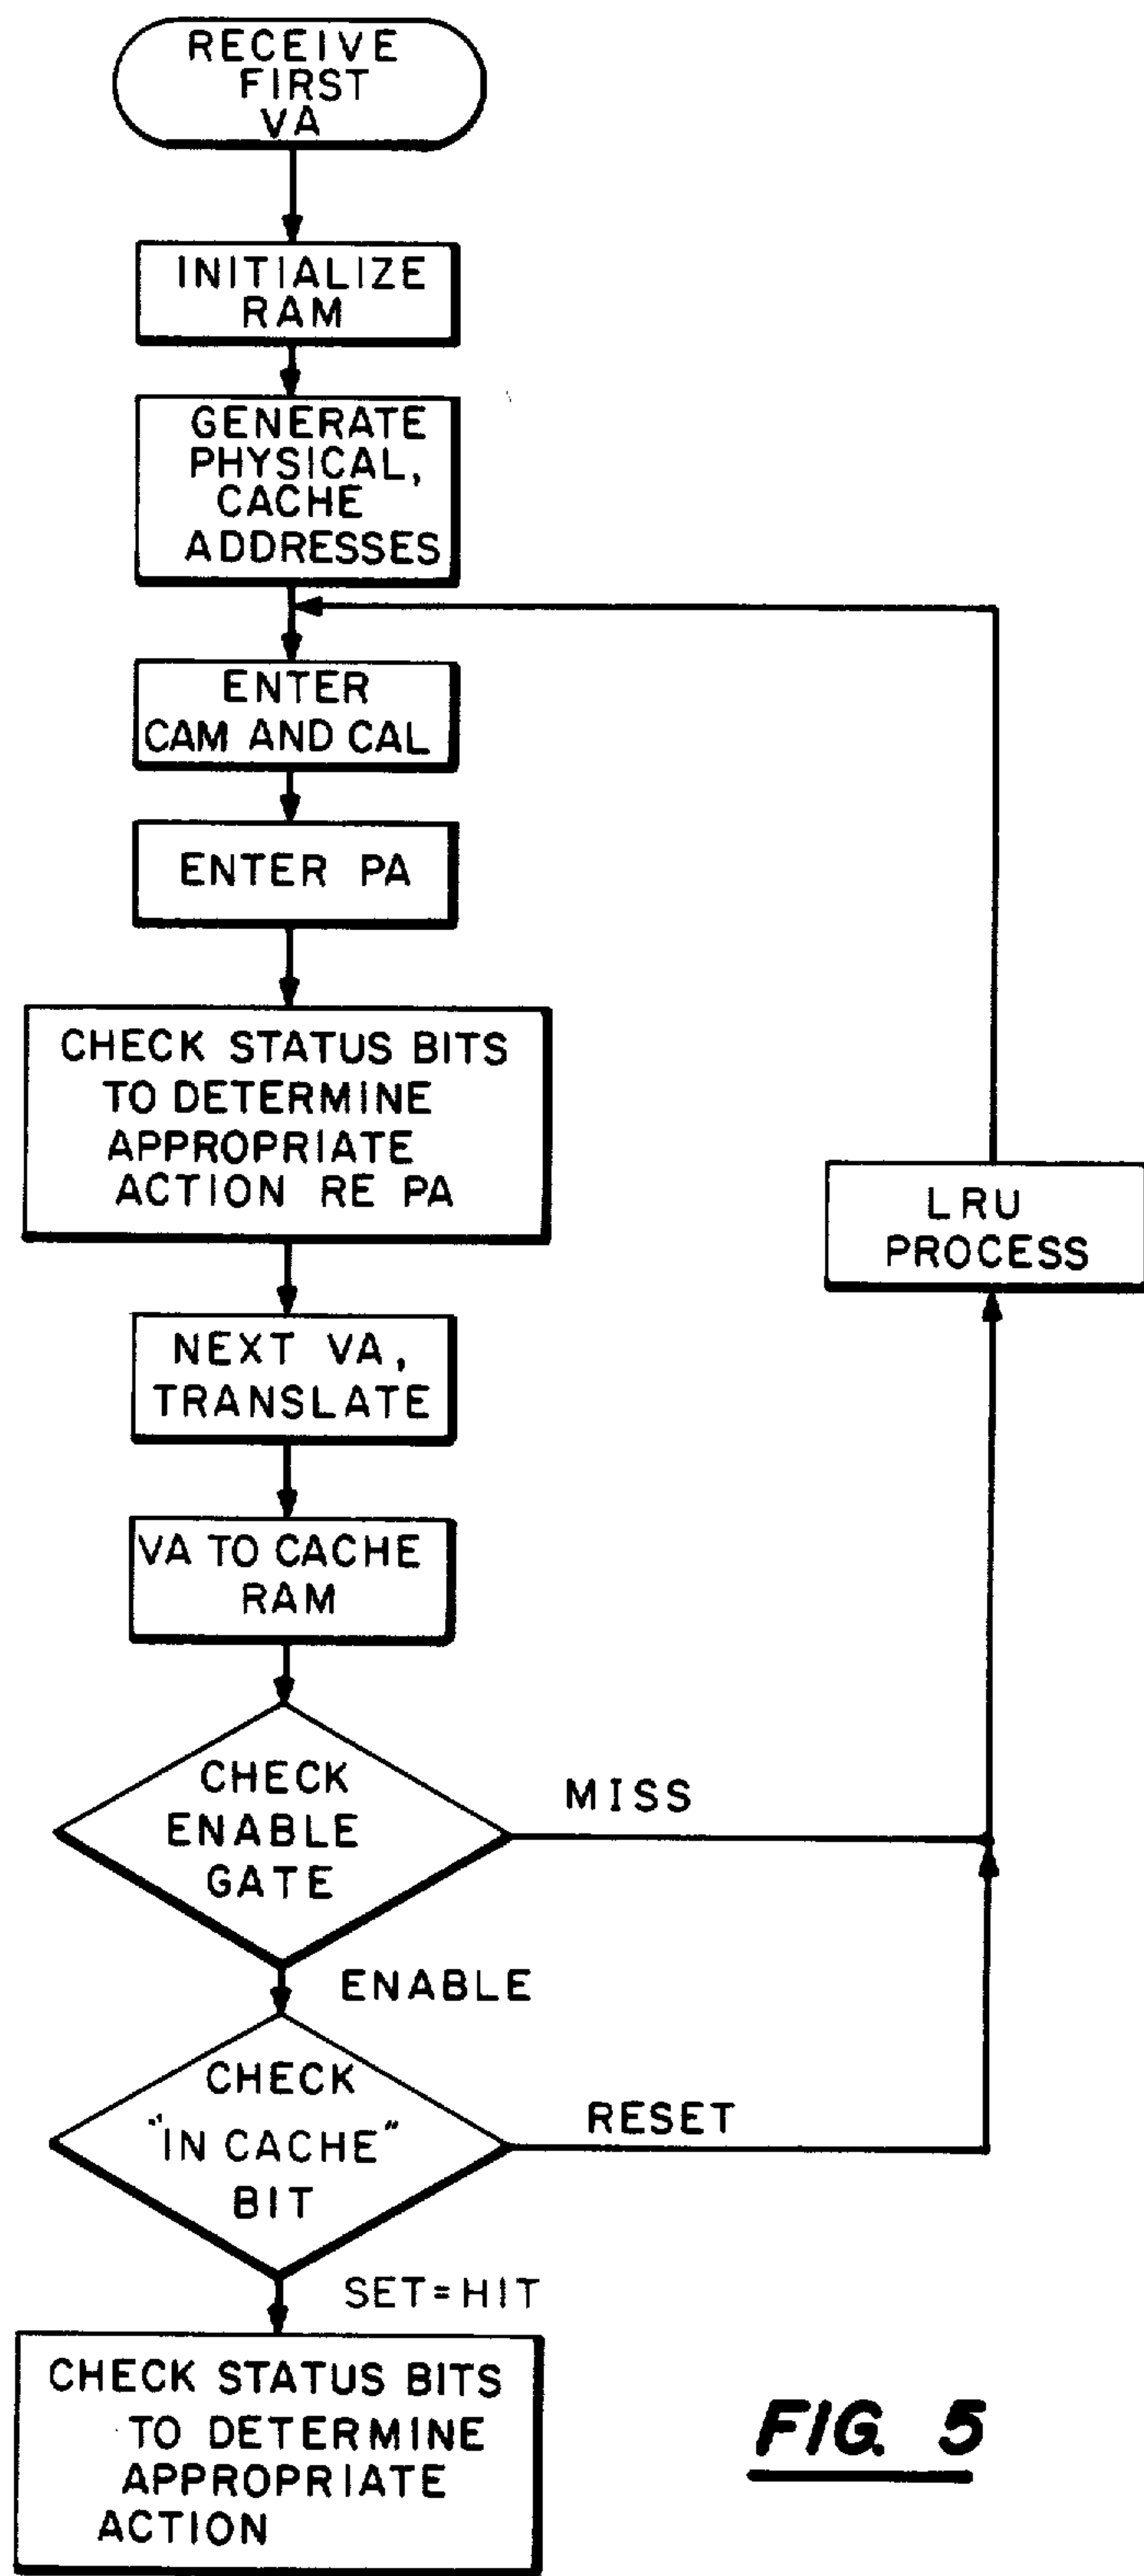 RECEIVE
FIRST
VA
INITIALIZE
RAM
GENERATE
PHYSICAL,
CACHE
ADDRESSES
ENTER
CAM AND CAL
ENTER PA
CHECK STATUS BITS
TO DETERMINE
APPROPRIATE
ACTION RE PA
LRU
PROCESS
NEXT VA,
TRANSLATE
VA TO CACHE
RAM
CHECK
ENABLE
GATE
MISS
ENABLE
CHECK
"IN CACHE"
BIT
RESET
SET=HIT
CHECK STATUS BITS
TO DETERMINE
APPROPRIATE
ACTION
FIG. 5